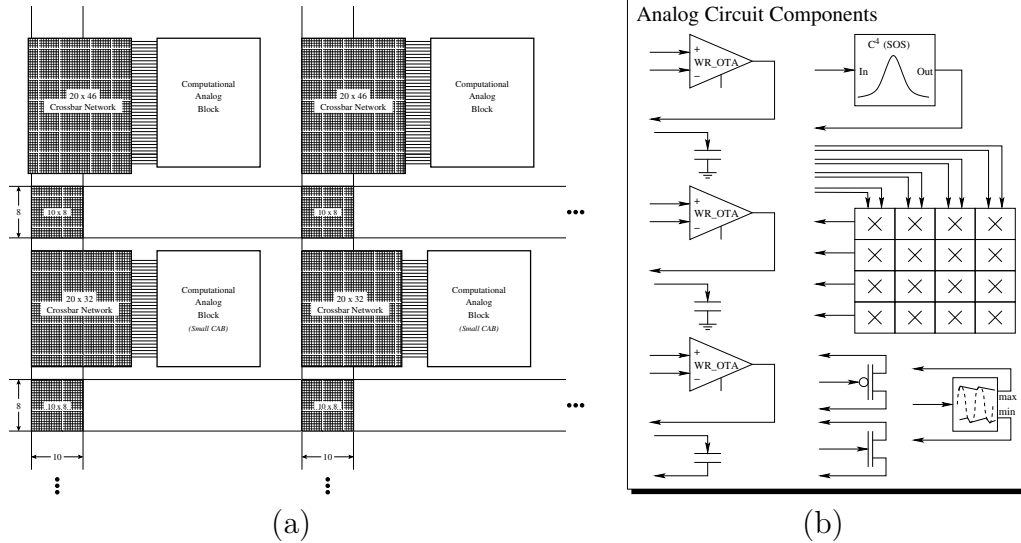 20 x 46
Crossbar Network
Computational
Analog
Block
20 x 46
Crossbar Network
Computational
Analog
Block
8
10 x 8
10 x 8
20 x 32
Crossbar Network
Computational
Analog
Block
(Small CAB)
20 x 32
Crossbar Network
Computational
Analog
Block
(Small CAB)
8
10 x 8
10 x 8
10
10
(a)
Analog Circuit Components
+
WR_OTA
−
C⁴ (SOS)
In
Out
+
WR_OTA
−
+
WR_OTA
−
max
min
(b)